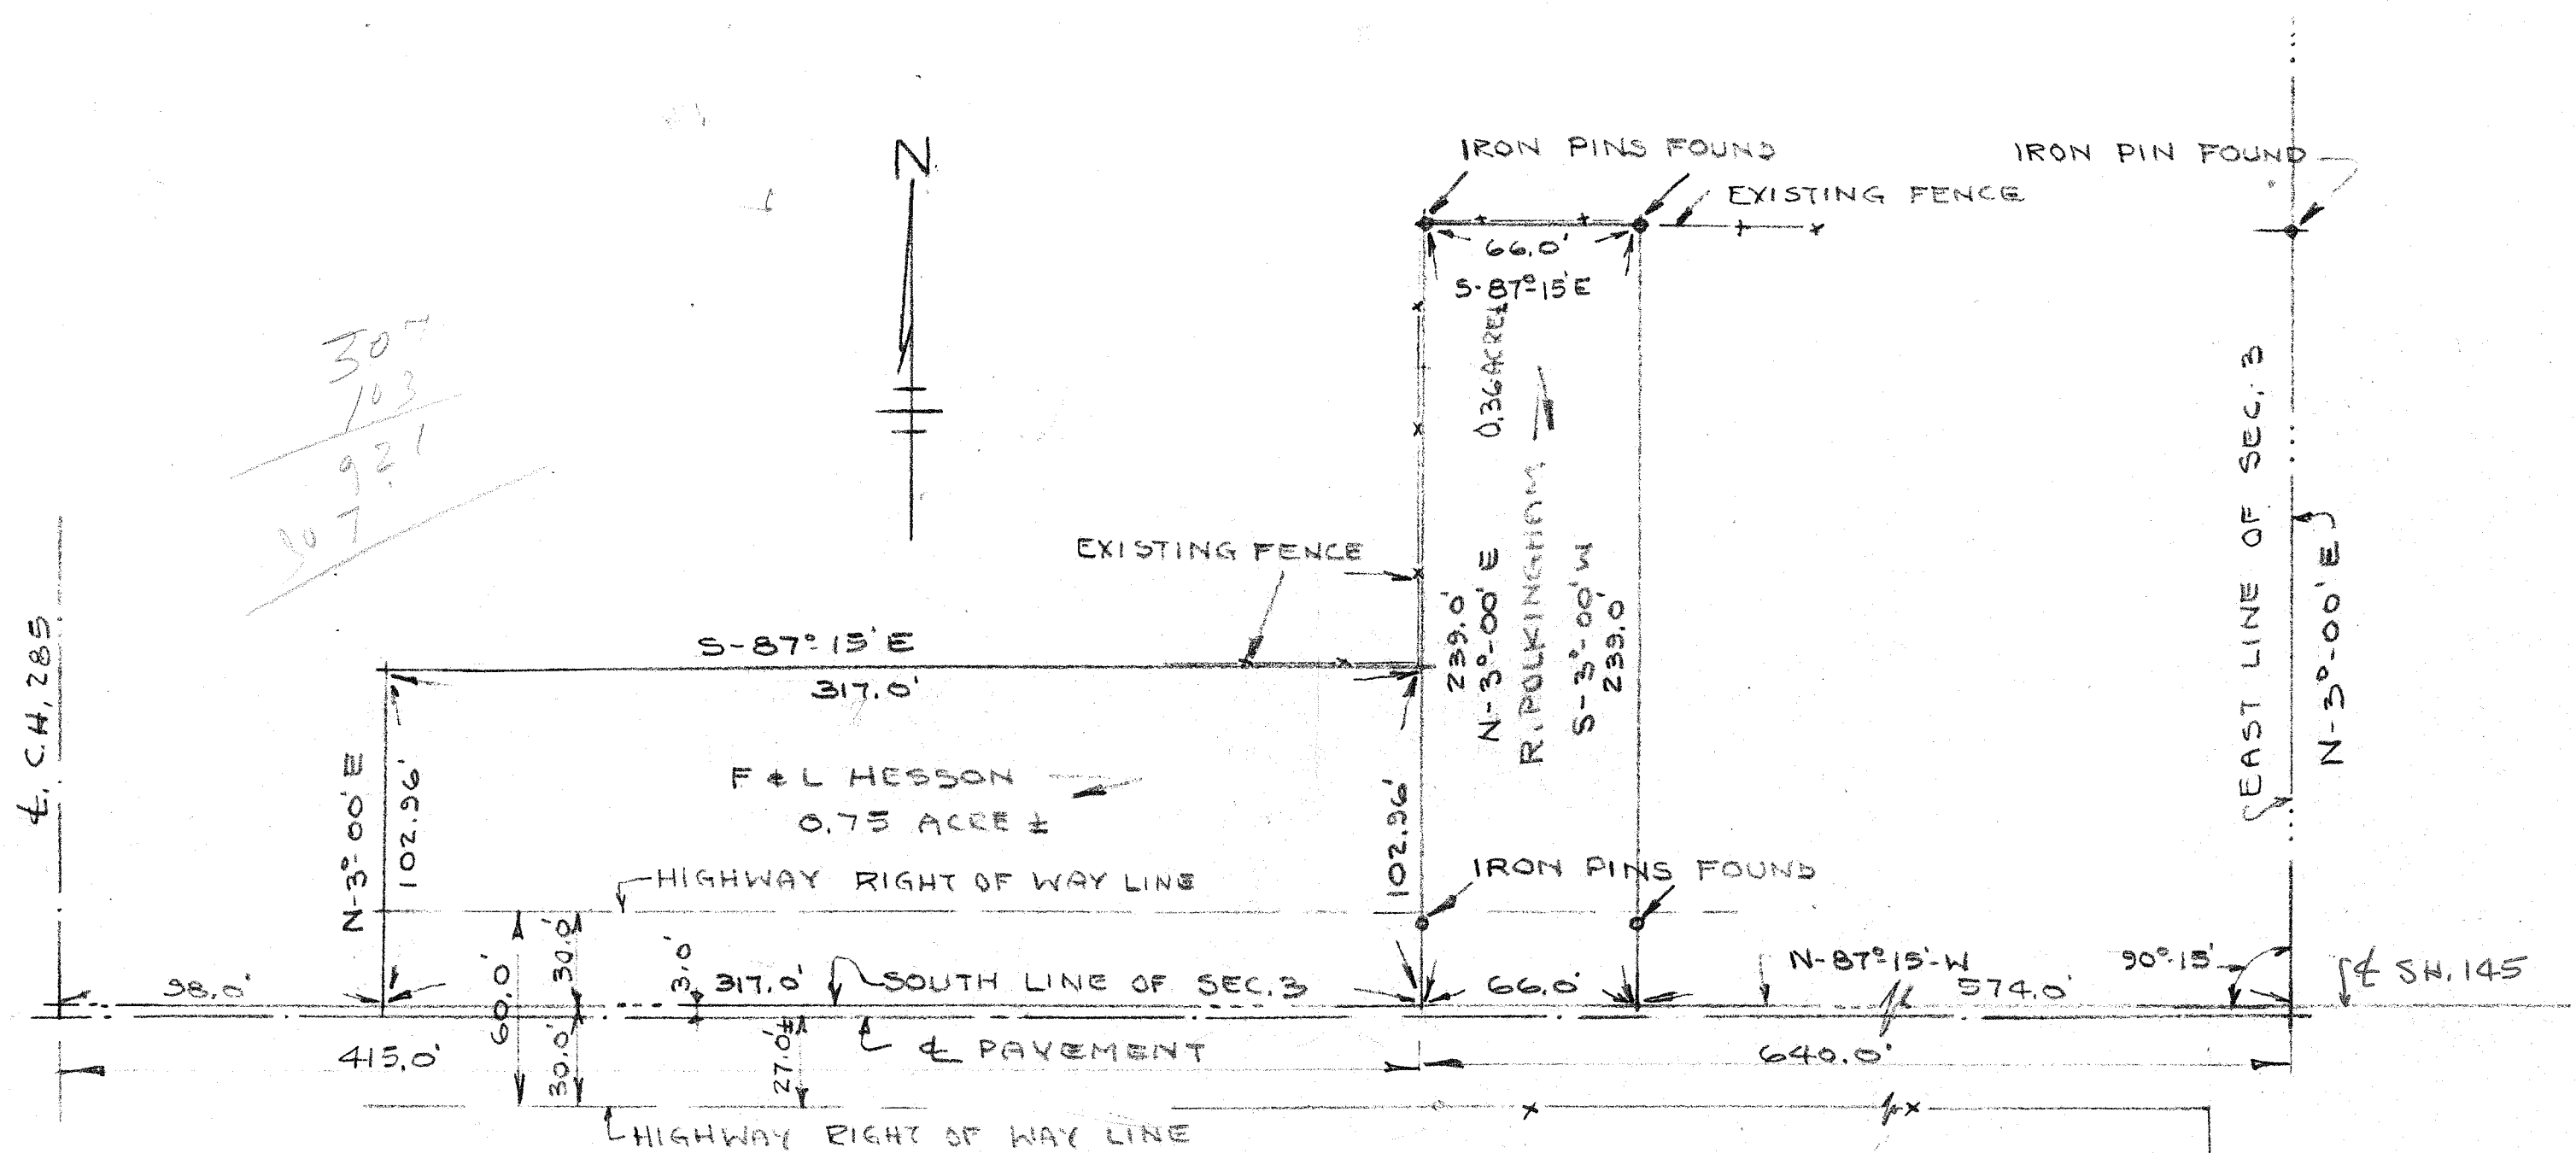 N
IRON PINS FOUND
IRON PIN FOUND
EXISTING FENCE
66.0'
S-87°-15'E
307
103
921
307
0.36 ACRE±
R. POLKINGHAM
239.0'
N-3°-00'E
S-3°-00'W
239.0'
EAST LINE OF SEC. 3
N-3°-00'E
EXISTING FENCE
℄. C.H. 285
S-87°-15'E
317.0'
N-3°-00'E
102.96'
F & L HESSON
0.75 ACRE ±
102.96'
HIGHWAY RIGHT OF WAY LINE
IRON PINS FOUND
98.0'
60.0'
30.0'
30.0'
3.0'
317.0'
SOUTH LINE OF SEC. 3
66.0'
N-87°-15'-W
574.0'
90°-15'
℄ S.H. 145
415.0'
27.0'±
℄ PAVEMENT
640.0'
HIGHWAY RIGHT OF WAY LINE